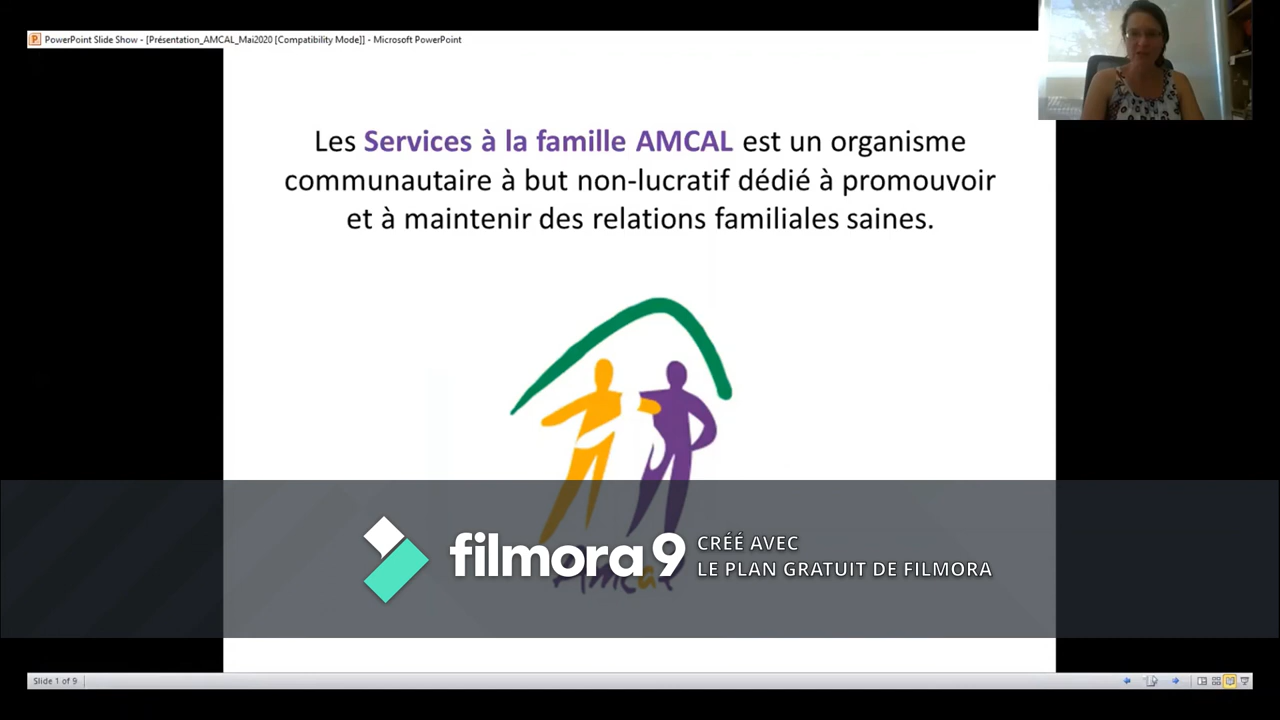 PowerPoint Slide Show - [Présentation_AMCAL_Mai2020 [Compatibility Mode]] - Microsoft PowerPoint
Les Services à la famille AMCAL est un organisme
communautaire à but non-lucratif dédié à promouvoir
et à maintenir des relations familiales saines.
filmora9
CRÉÉ AVEC
LE PLAN GRATUIT DE FILMORA
Amcal
Slide 1 of 9